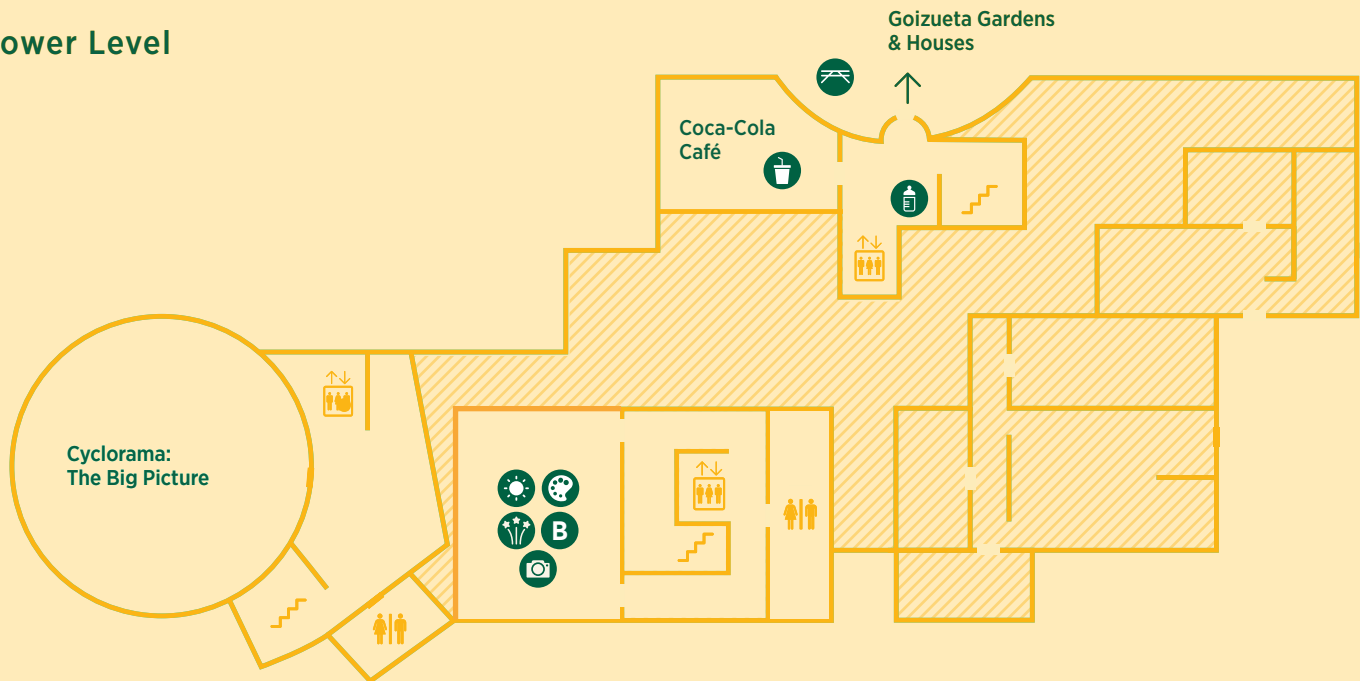 ower Level
Goizueta Gardens
& Houses
Coca-Cola
Café
Cyclorama:
The Big Picture
B